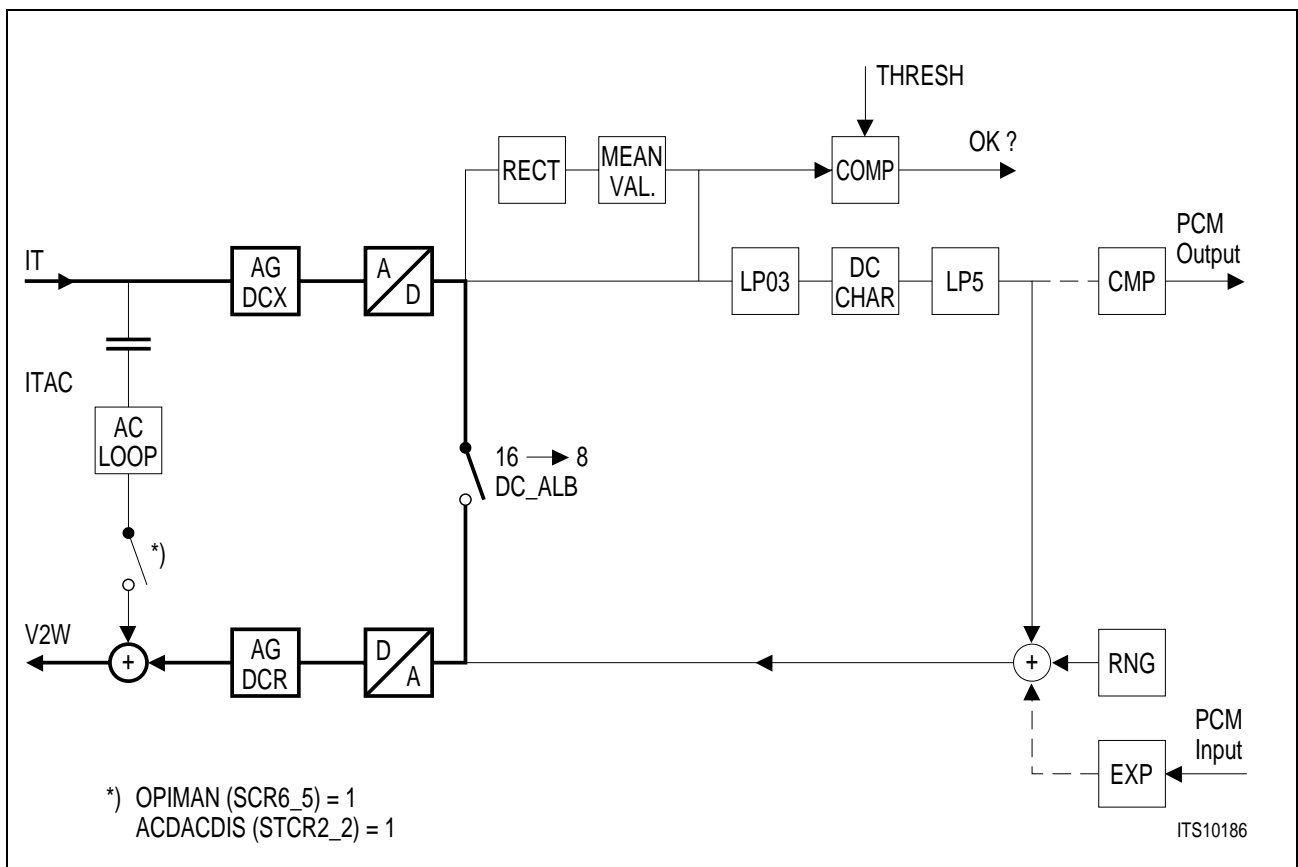 THRESH
OK ?
RECT
MEAN
VAL.
COMP
PCM
Output
IT
AG
DCX
A
D
LP03
DC
CHAR
LP5
CMP
ITAC
AC
LOOP
16 → 8
DC_ALB
*)
V2W
+
AG
DCR
D
A
+
RNG
PCM
Input
EXP
*) OPIMAN (SCR6_5) = 1
ACDACDIS (STCR2_2) = 1
ITS10186